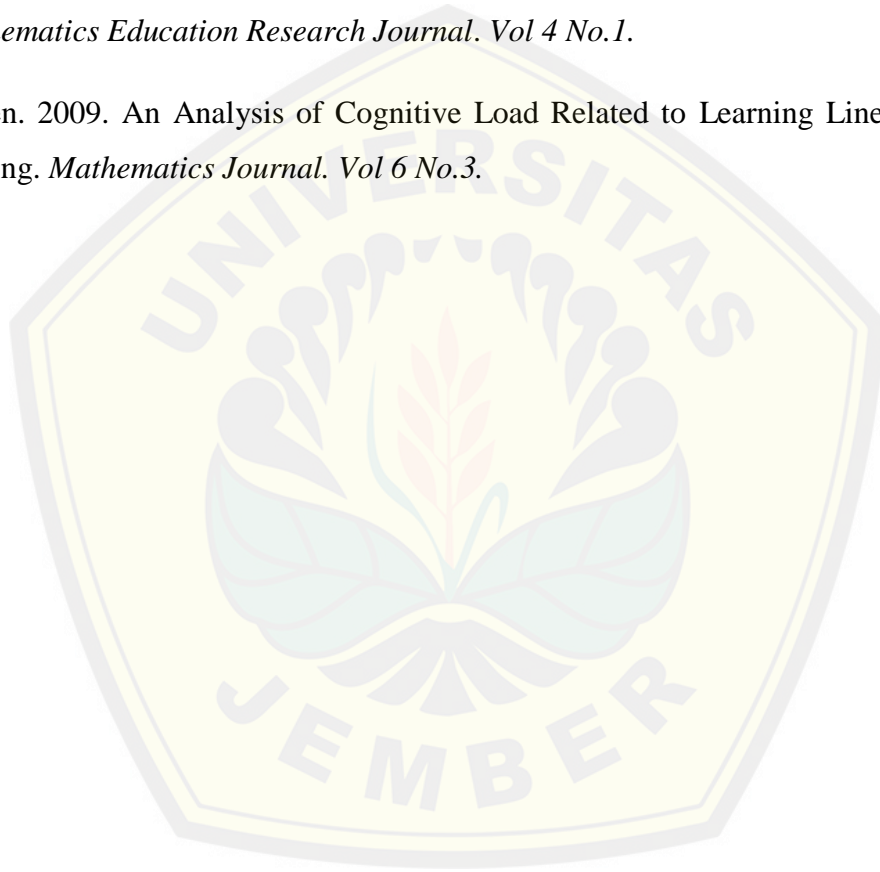 ematics Education Research Journal. Vol 4 No.1.
en. 2009. An Analysis of Cognitive Load Related to Learning Line
ng. Mathematics Journal. Vol 6 No.3.
UNIVERSITAS
JEMBER